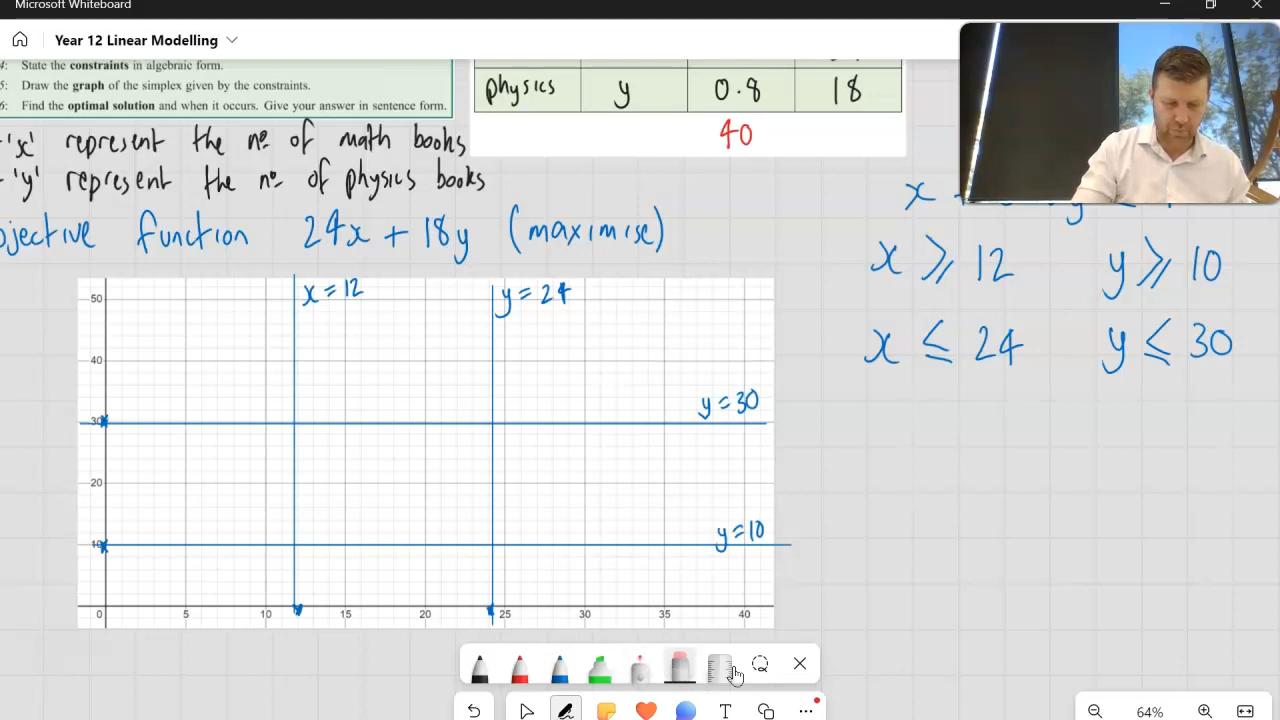 Microsoft Whiteboard
Year 12 Linear Modelling
4: State the constraints in algebraic form.
5: Draw the graph of the simplex given by the constraints.
6: Find the optimal solution and when it occurs. Give your answer in sentence form.
physics y 0.8 18
40
'x' represent the nº of math books
'y' represent the nº of physics books
jective function 24x + 18y (maximise)
x
x ⩾ 12 y ⩾ 10
x ≤ 24 y ≤ 30
x = 12
y = 24
y = 30
y = 10
50
40
30
20
10
0 5 10 15 20 25 30 35 40
64%